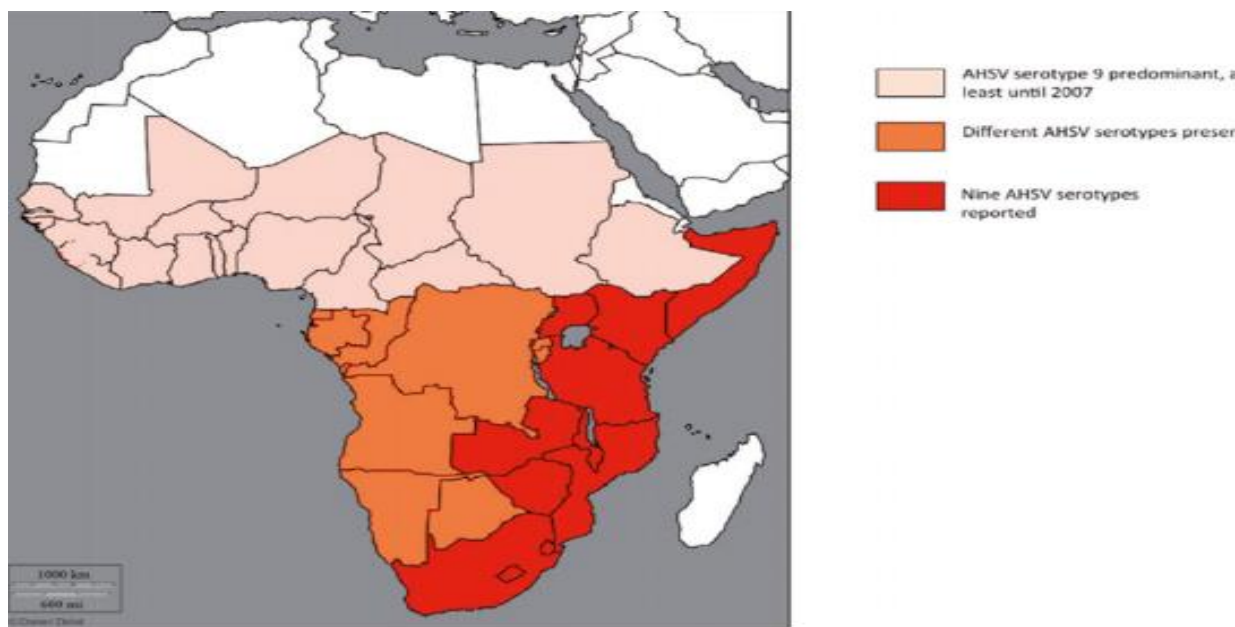 AHSV serotype 9 predominant, a
least until 2007
Different AHSV serotypes presen
Nine AHSV serotypes
reported
1000 km
600 mi